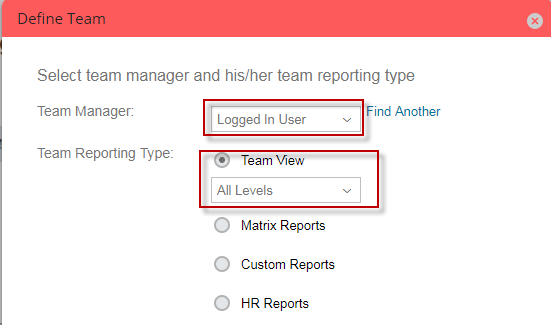 Define Team
Select team manager and his/her team reporting type
Team Manager: Logged In User Find Another
Team Reporting Type: Team View
All Levels
Matrix Reports
Custom Reports
HR Reports